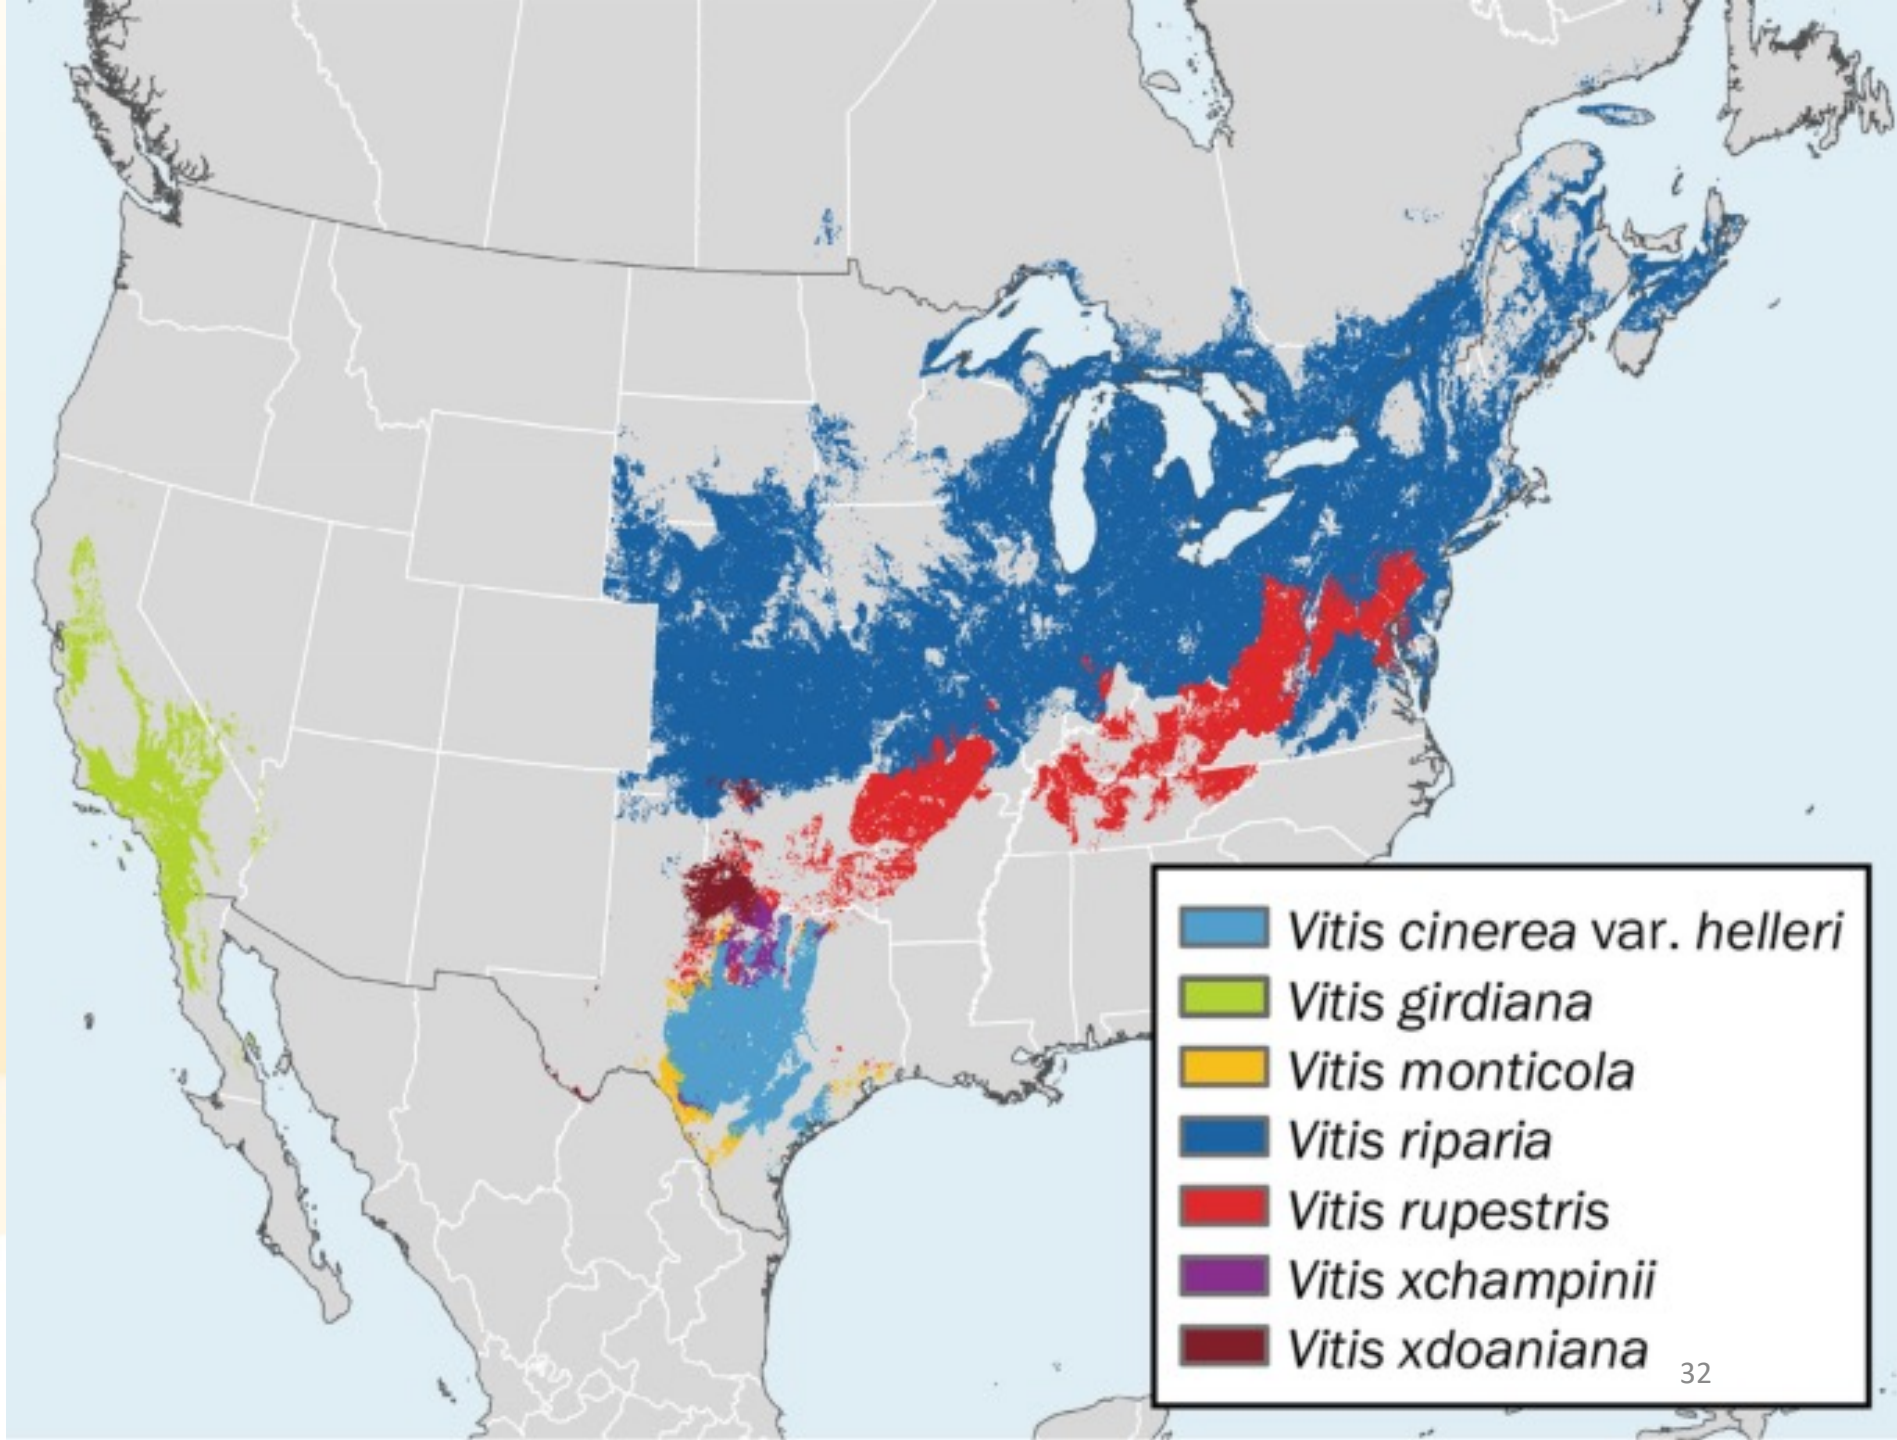 Vitis cinerea var. helleri
Vitis girdiana
Vitis monticola
Vitis riparia
Vitis rupestris
Vitis xchampinii
Vitis xdoaniana
32